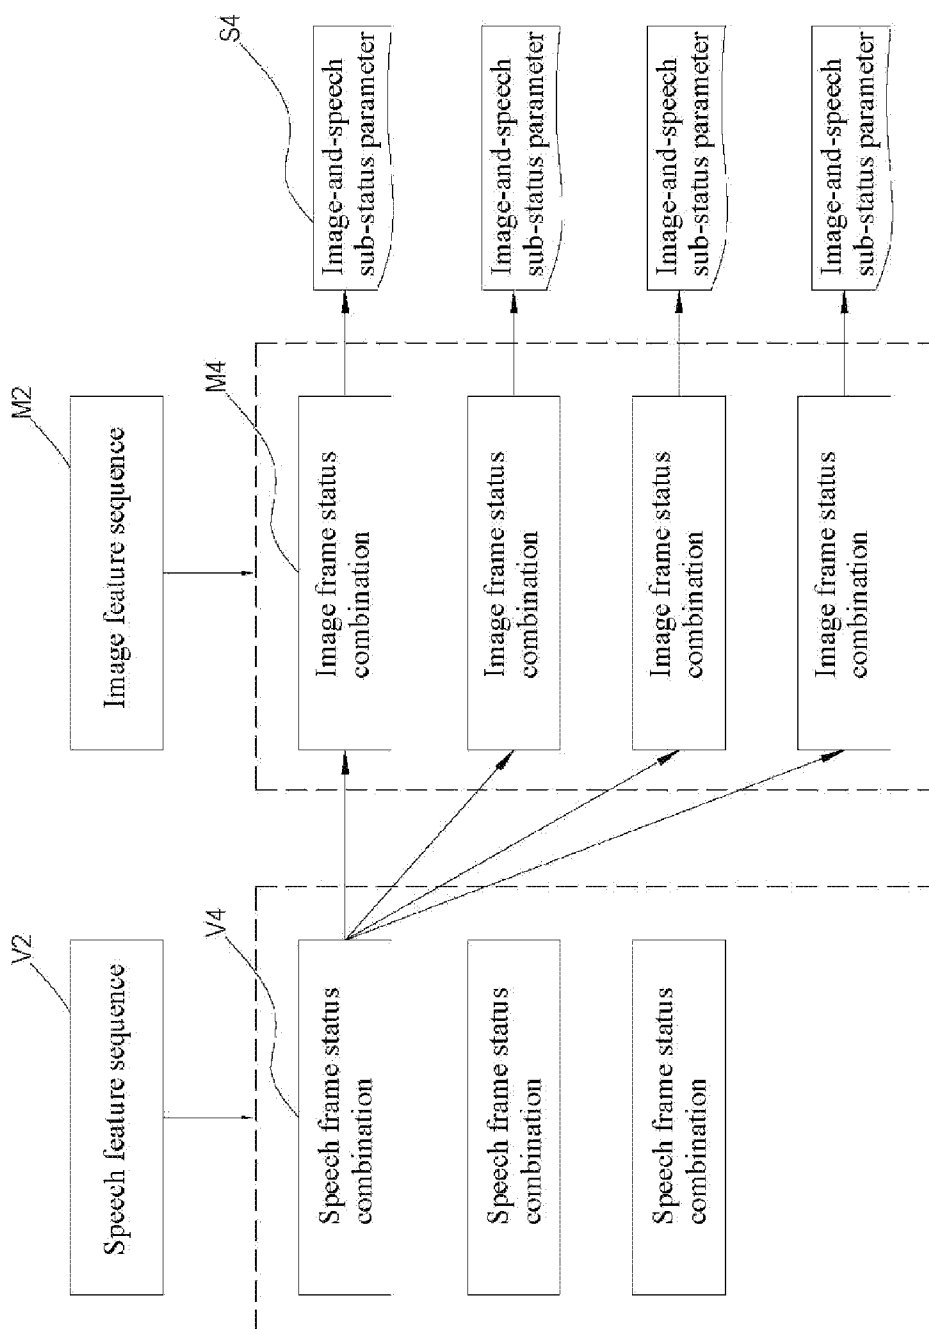 V2
Speech feature sequence
V4
Speech frame status
combination
Speech frame status
combination
Speech frame status
combination
M2
Image feature sequence
M4
Image frame status
combination
Image frame status
combination
Image frame status
combination
Image frame status
combination
S4
Image-and-speech
sub-status parameter
Image-and-speech
sub-status parameter
Image-and-speech
sub-status parameter
Image-and-speech
sub-status parameter